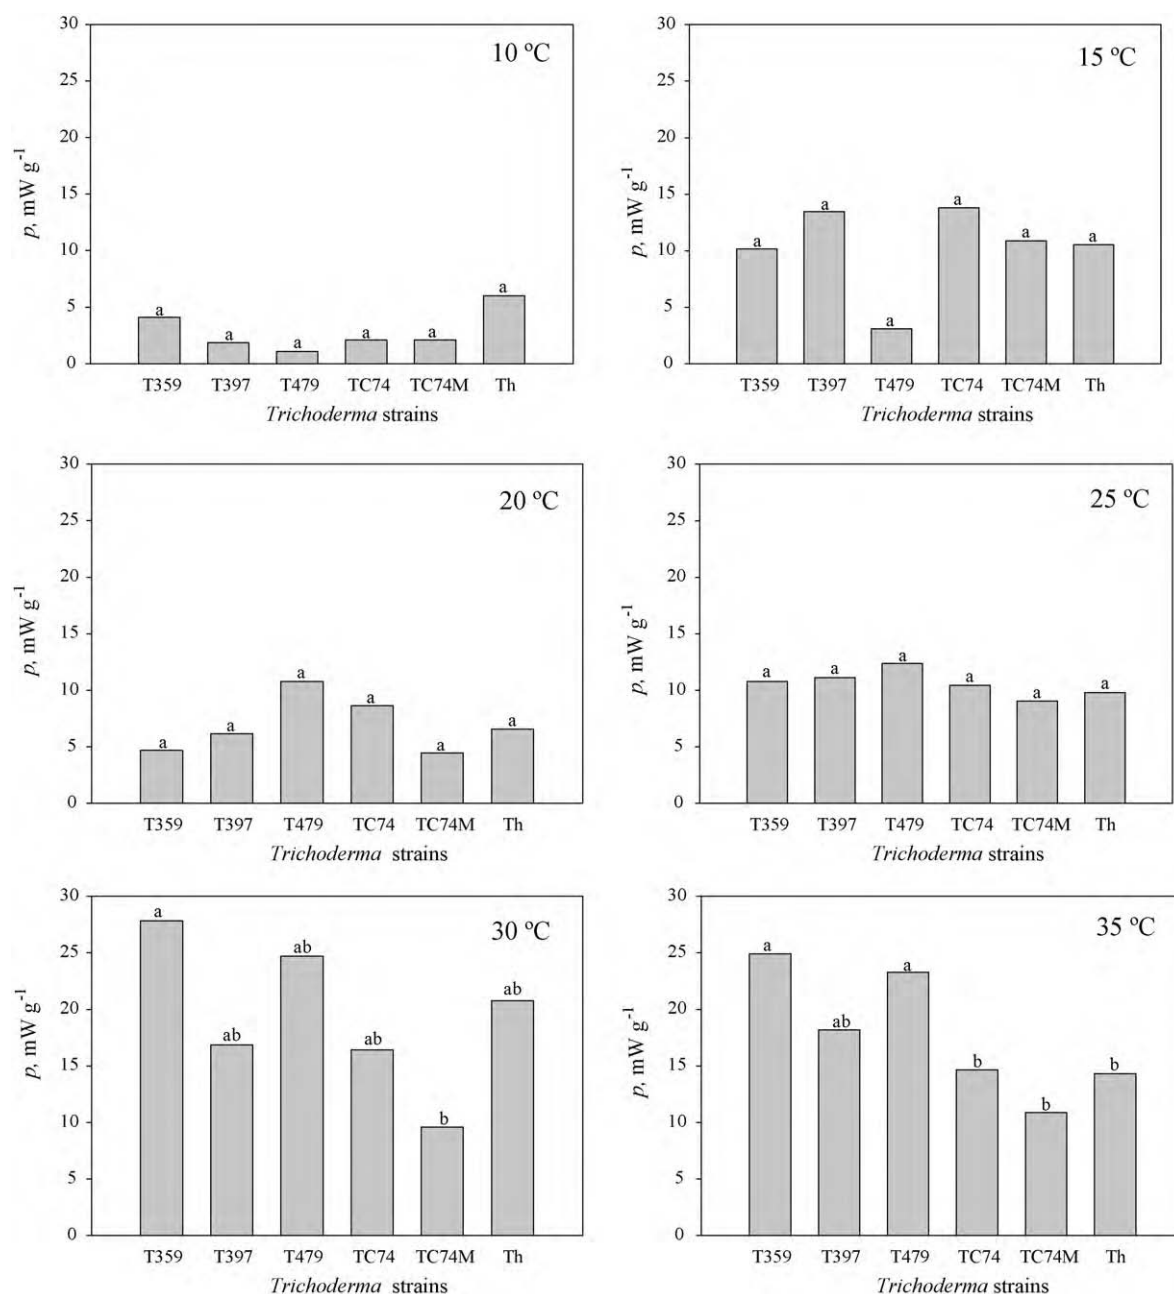 10 ºC
p, mW g-1
30
25
20
15
10
5
0
a
a
a
a
a
a
T359
T397
T479
TC74
TC74M
Th
Trichoderma strains
15 ºC
p, mW g-1
30
25
20
15
10
5
0
a
a
a
a
a
a
T359
T397
T479
TC74
TC74M
Th
Trichoderma strains
20 ºC
p, mW g-1
30
25
20
15
10
5
0
a
a
a
a
a
a
T359
T397
T479
TC74
TC74M
Th
Trichoderma strains
25 ºC
p, mW g-1
30
25
20
15
10
5
0
a
a
a
a
a
a
T359
T397
T479
TC74
TC74M
Th
Trichoderma strains
30 ºC
p, mW g-1
30
25
20
15
10
5
0
a
ab
ab
ab
b
ab
T359
T397
T479
TC74
TC74M
Th
Trichoderma strains
35 ºC
p, mW g-1
30
25
20
15
10
5
0
a
ab
a
b
b
b
T359
T397
T479
TC74
TC74M
Th
Trichoderma strains